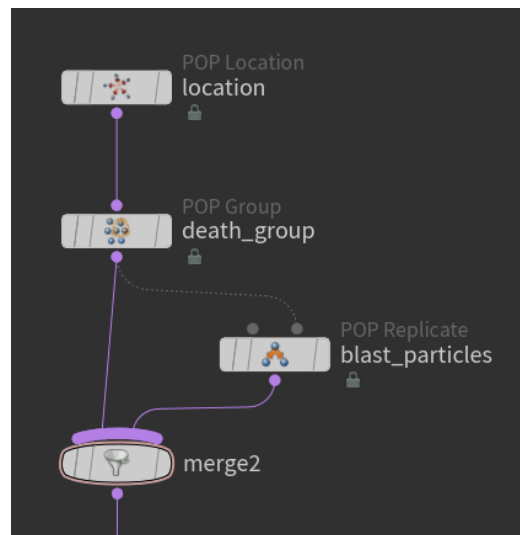 POP Location
location
POP Group
death_group
POP Replicate
blast_particles
merge2